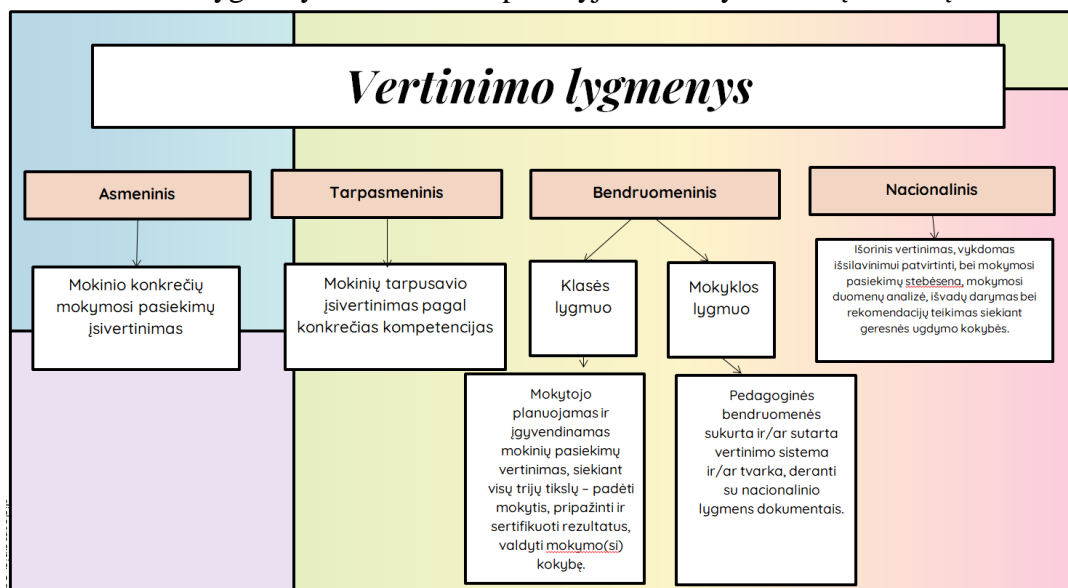 Vertinimo lygmenys
Asmeninis
Mokinio konkrečių
mokymosi pasiekimų
įsivertinimas
Tarpasmeninis
Mokinių tarpusavio
įsivertinimas pagal
konkrečias kompetencijas
Bendruomeninis
Klasės
lygmuo
Mokytojo
planuojamas ir
įgyvendinamas
mokinių pasiekimų
vertinimas, siekiant
visų trijų tikslų – padėti
mokytis, pripažinti ir
sertifikuoti rezultatus,
valdyti mokymo(si)
kokybę.
Mokyklos
lygmuo
Pedagoginės
bendruomenės
sukurta ir/ar sutarta
vertinimo sistema
ir/ar tvarka, deranti
su nacionalinio
lygmens dokumentais.
Nacionalinis
Išorinis vertinimas, vykdomas
išsilavinimui patvirtinti, bei mokymosi
pasiekimų stebėsena, mokymosi
duomenų analizė, išvadų darymas bei
rekomendacijų teikimas siekiant
geresnės ugdymo kokybės.